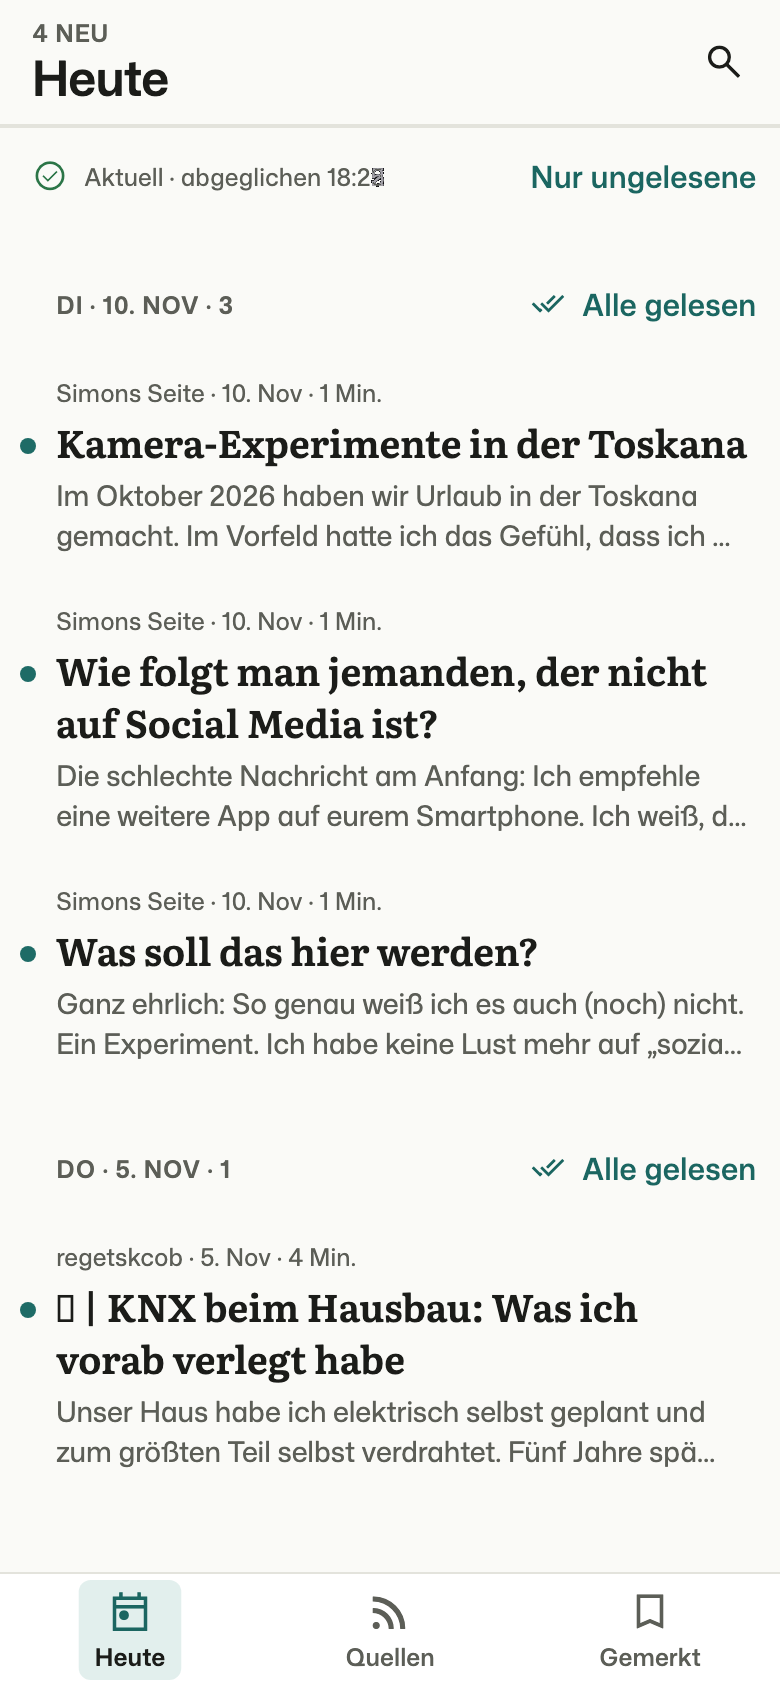 4 NEU
Heute
Aktuell · abgeglichen
Nur ungelesene
DI · 10. NOV · 3
Alle gelesen
Simons Seite · 10. Nov · 1 Min.
Kamera-Experimente in der Toskana
Im Oktober 2026 haben wir Urlaub in der Toskana
gemacht. Im Vorfeld hatte ich das Gefühl, dass ich ...
Simons Seite · 10. Nov · 1 Min.
Wie folgt man jemanden, der nicht
auf Social Media ist?
Die schlechte Nachricht am Anfang: Ich empfehle
eine weitere App auf eurem Smartphone. Ich weiß, d...
Simons Seite · 10. Nov · 1 Min.
Was soll das hier werden?
Ganz ehrlich: So genau weiß ich es auch (noch) nicht.
Ein Experiment. Ich habe keine Lust mehr auf „sozia...
DO · 5. NOV · 1
Alle gelesen
regetskcob · 5. Nov · 4 Min.
| KNX beim Hausbau: Was ich
vorab verlegt habe
Unser Haus habe ich elektrisch selbst geplant und
zum größten Teil selbst verdrahtet. Fünf Jahre spä...
Heute
Quellen
Gemerkt